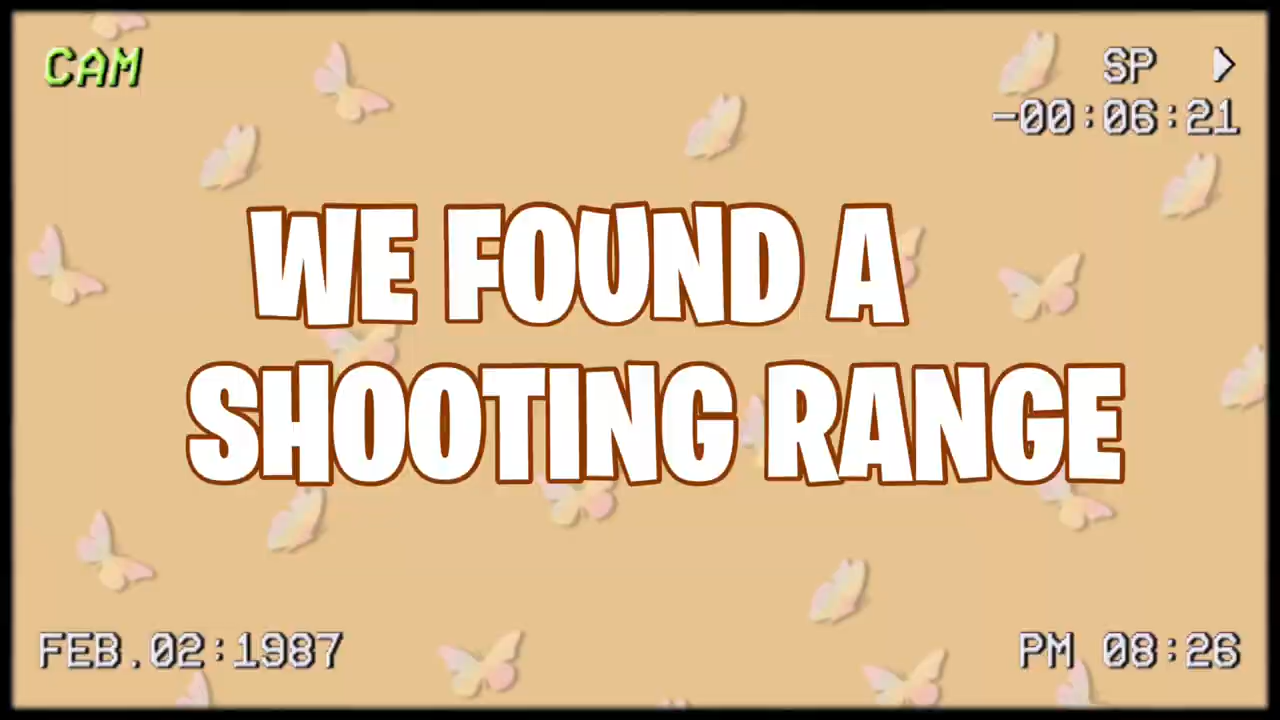 CAM
SP
-00:06:21
WE FOUND A
SHOOTING RANGE
FEB.02:1987
PM 08:26